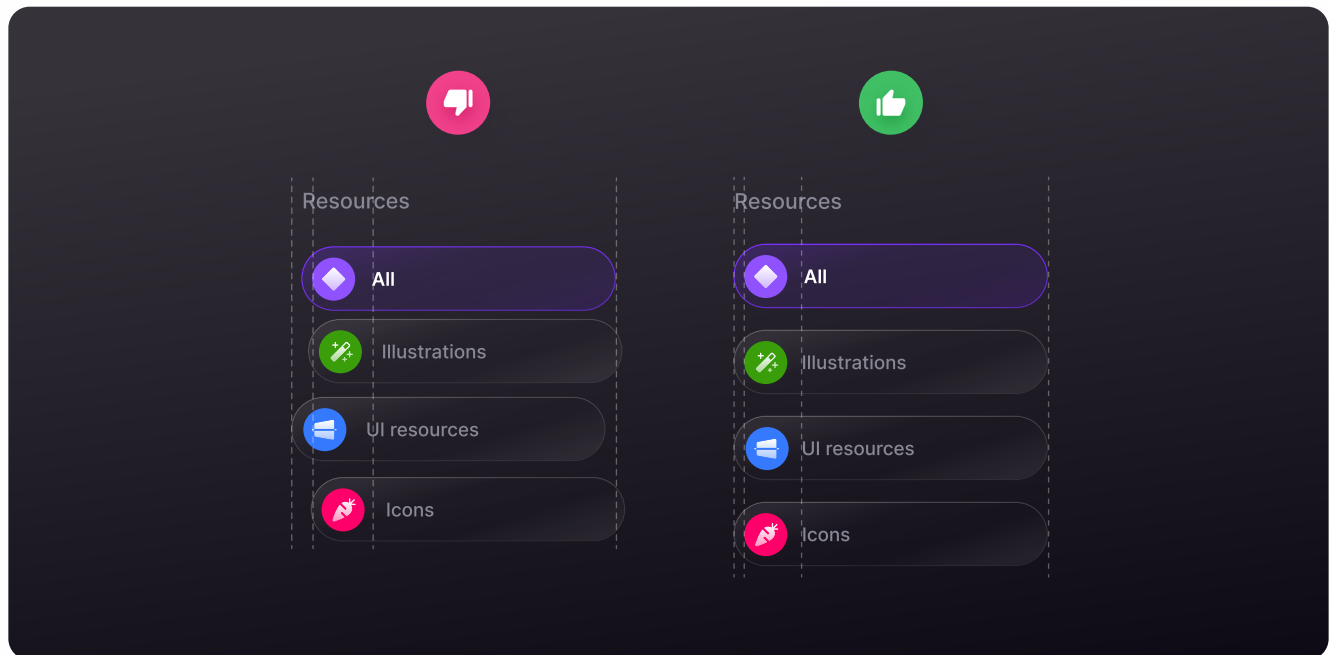 Resources
All
Illustrations
UI resources
Icons
Resources
All
Illustrations
UI resources
Icons